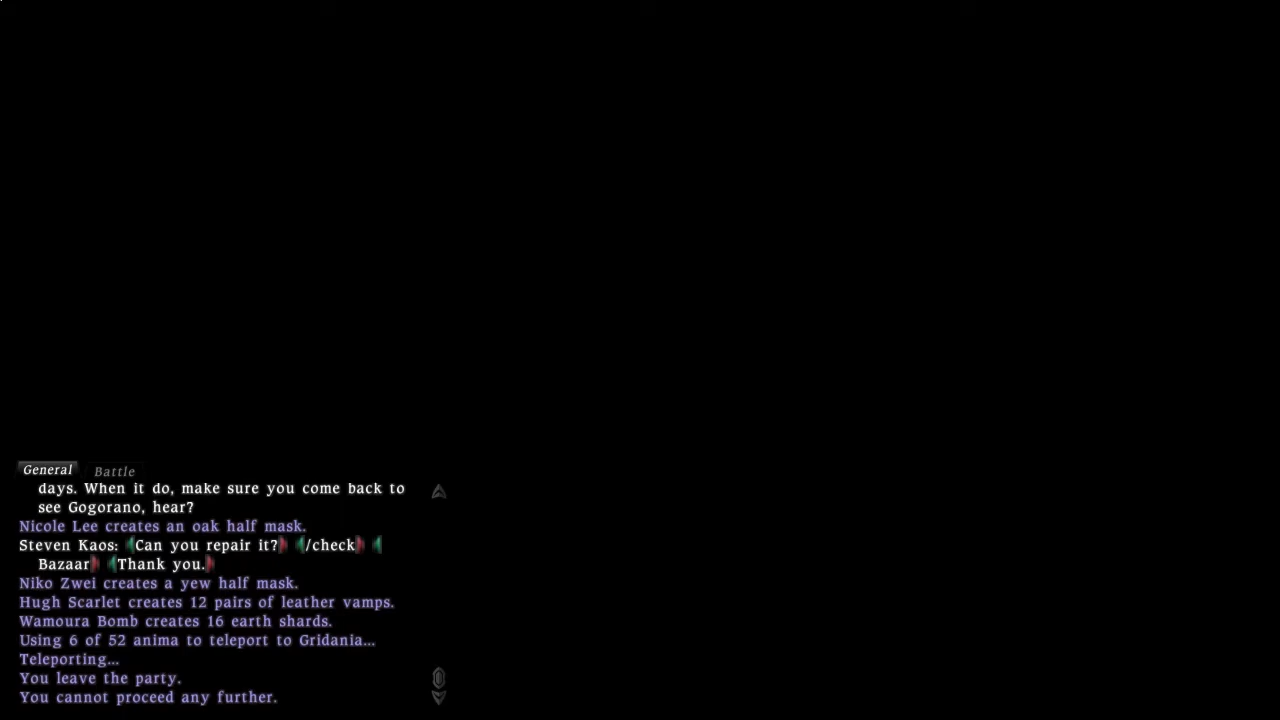 General Battle
days. When it do, make sure you come back to
see Gogorano, hear?
Nicole Lee creates an oak half mask.
Steven Kaos: Can you repair it? /check
Bazaar Thank you.
Niko Zwei creates a yew half mask.
Hugh Scarlet creates 12 pairs of leather vamps.
Wamoura Bomb creates 16 earth shards.
Using 6 of 52 anima to teleport to Gridania...
Teleporting...
You leave the party.
You cannot proceed any further.